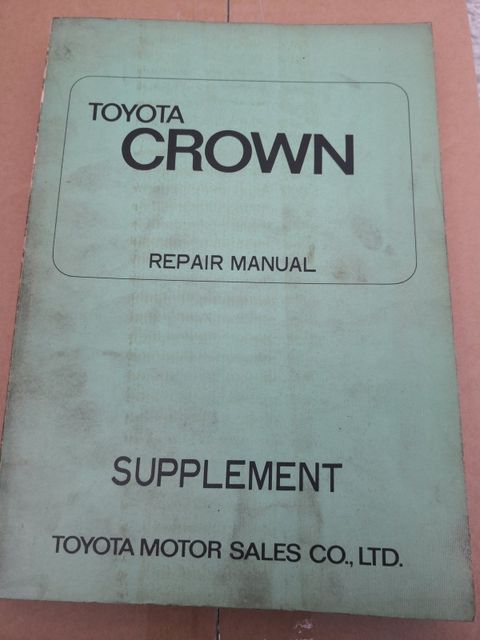 TOYOTA
CROWN
REPAIR MANUAL
SUPPLEMENT
TOYOTA MOTOR SALES CO., LTD.